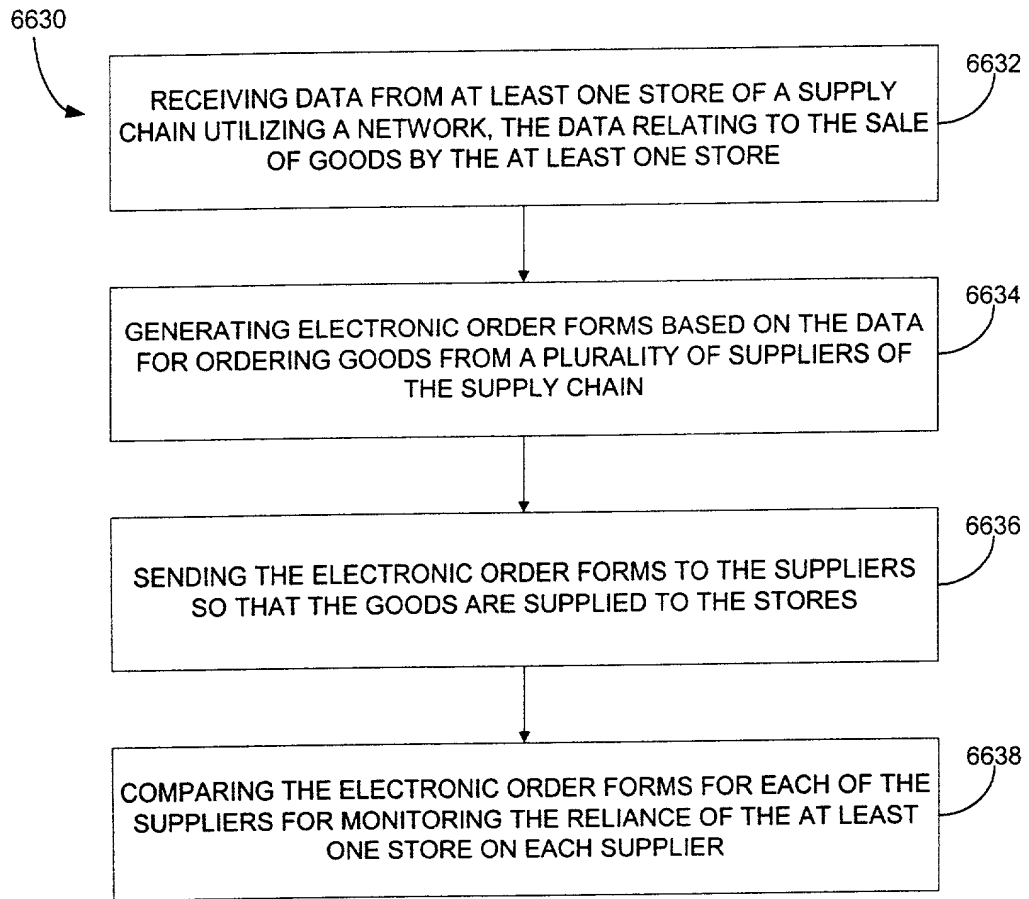 6630
6632
RECEIVING DATA FROM AT LEAST ONE STORE OF A SUPPLY
CHAIN UTILIZING A NETWORK, THE DATA RELATING TO THE SALE
OF GOODS BY THE AT LEAST ONE STORE
6634
GENERATING ELECTRONIC ORDER FORMS BASED ON THE DATA
FOR ORDERING GOODS FROM A PLURALITY OF SUPPLIERS OF
THE SUPPLY CHAIN
6636
SENDING THE ELECTRONIC ORDER FORMS TO THE SUPPLIERS
SO THAT THE GOODS ARE SUPPLIED TO THE STORES
6638
COMPARING THE ELECTRONIC ORDER FORMS FOR EACH OF THE
SUPPLIERS FOR MONITORING THE RELIANCE OF THE AT LEAST
ONE STORE ON EACH SUPPLIER